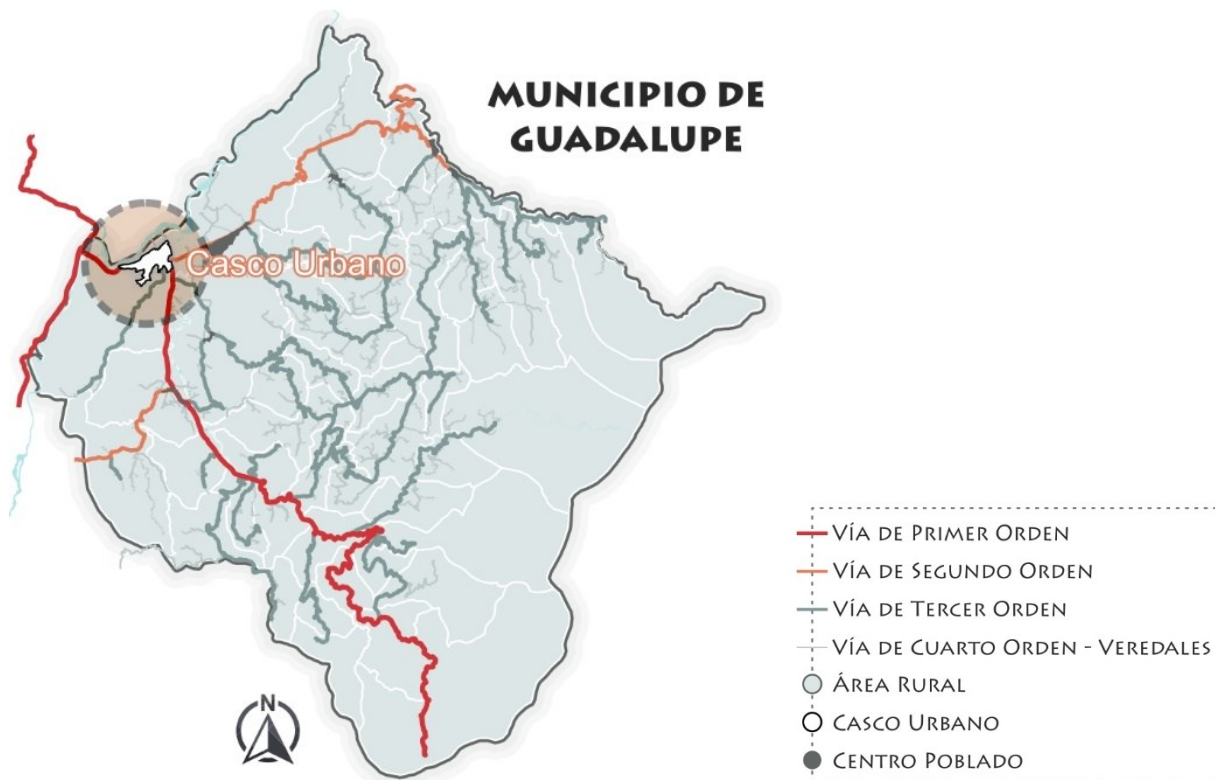 MUNICIPIO DE
GUADALUPE
Casco Urbano
VÍA DE PRIMER ORDEN
VÍA DE SEGUNDO ORDEN
VÍA DE TERCER ORDEN
VÍA DE CUARTO ORDEN - VEREDALES
ÁREA RURAL
N
CASCO URBANO
CENTRO POBLADO